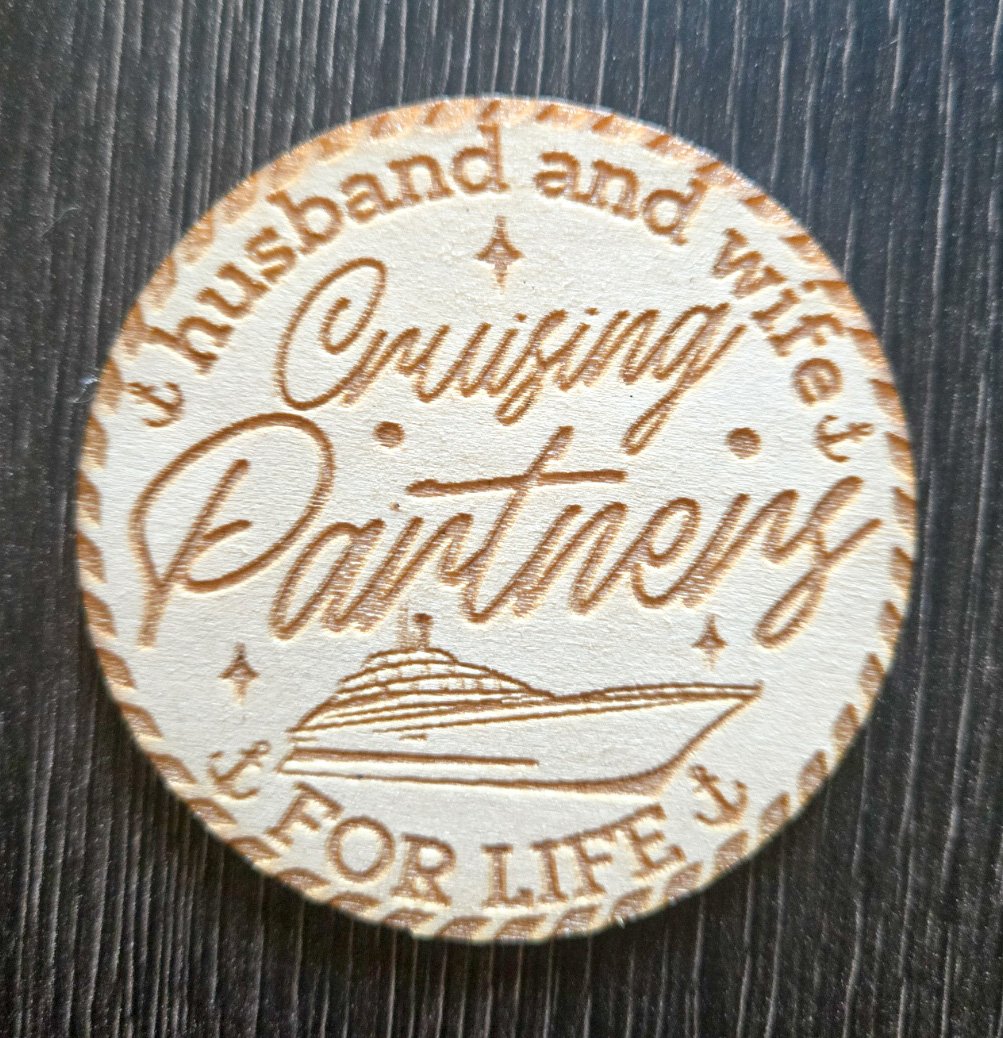 husband and wife
Cruising
Partners
FOR LIFE